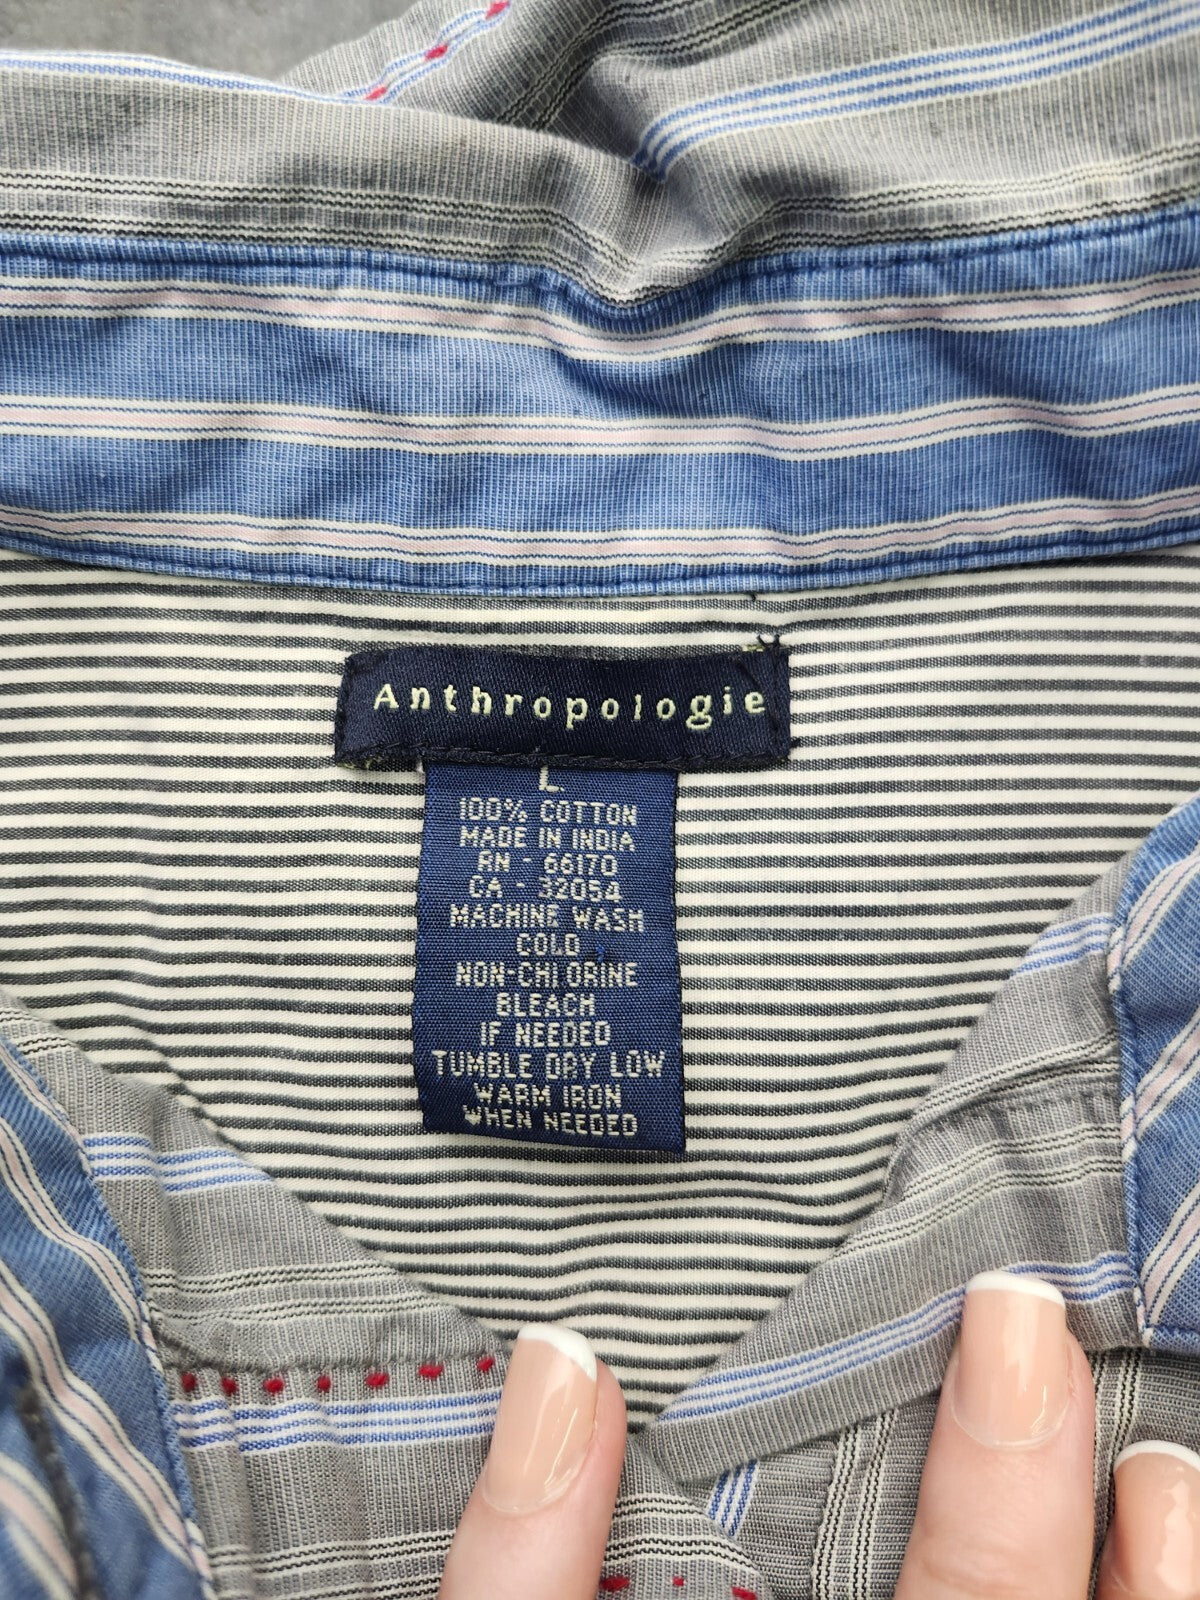 Anthropologie
L
100% COTTON
MADE IN INDIA
RN - 66170
CA - 32054
MACHINE WASH
COLD
NON-CHLORINE
BLEACH
IF NEEDED
TUMBLE DRY LOW
WARM IRON
WHEN NEEDED